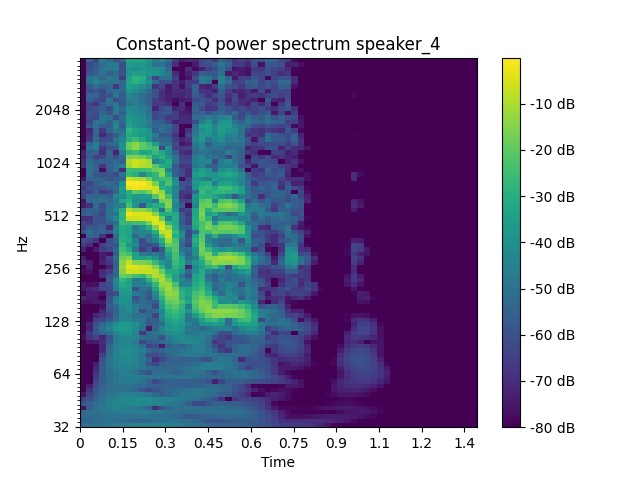 Constant-Q power spectrum speaker_4
Hz
2048
1024
512
256
128
64
32
0 0.15 0.3 0.45 0.6 0.75 0.9 1.1 1.2 1.4
Time
-10 dB
-20 dB
-30 dB
-40 dB
-50 dB
-60 dB
-70 dB
-80 dB